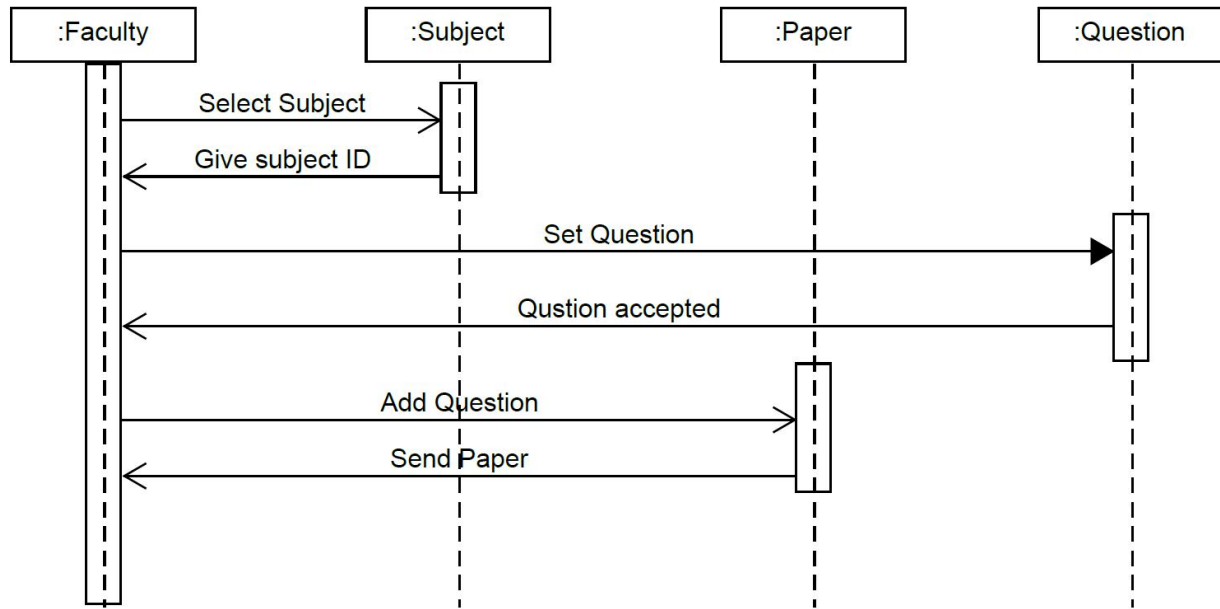 :Faculty
:Subject
:Paper
:Question
Select Subject
Give subject ID
Set Question
Qustion accepted
Add Question
Send Paper